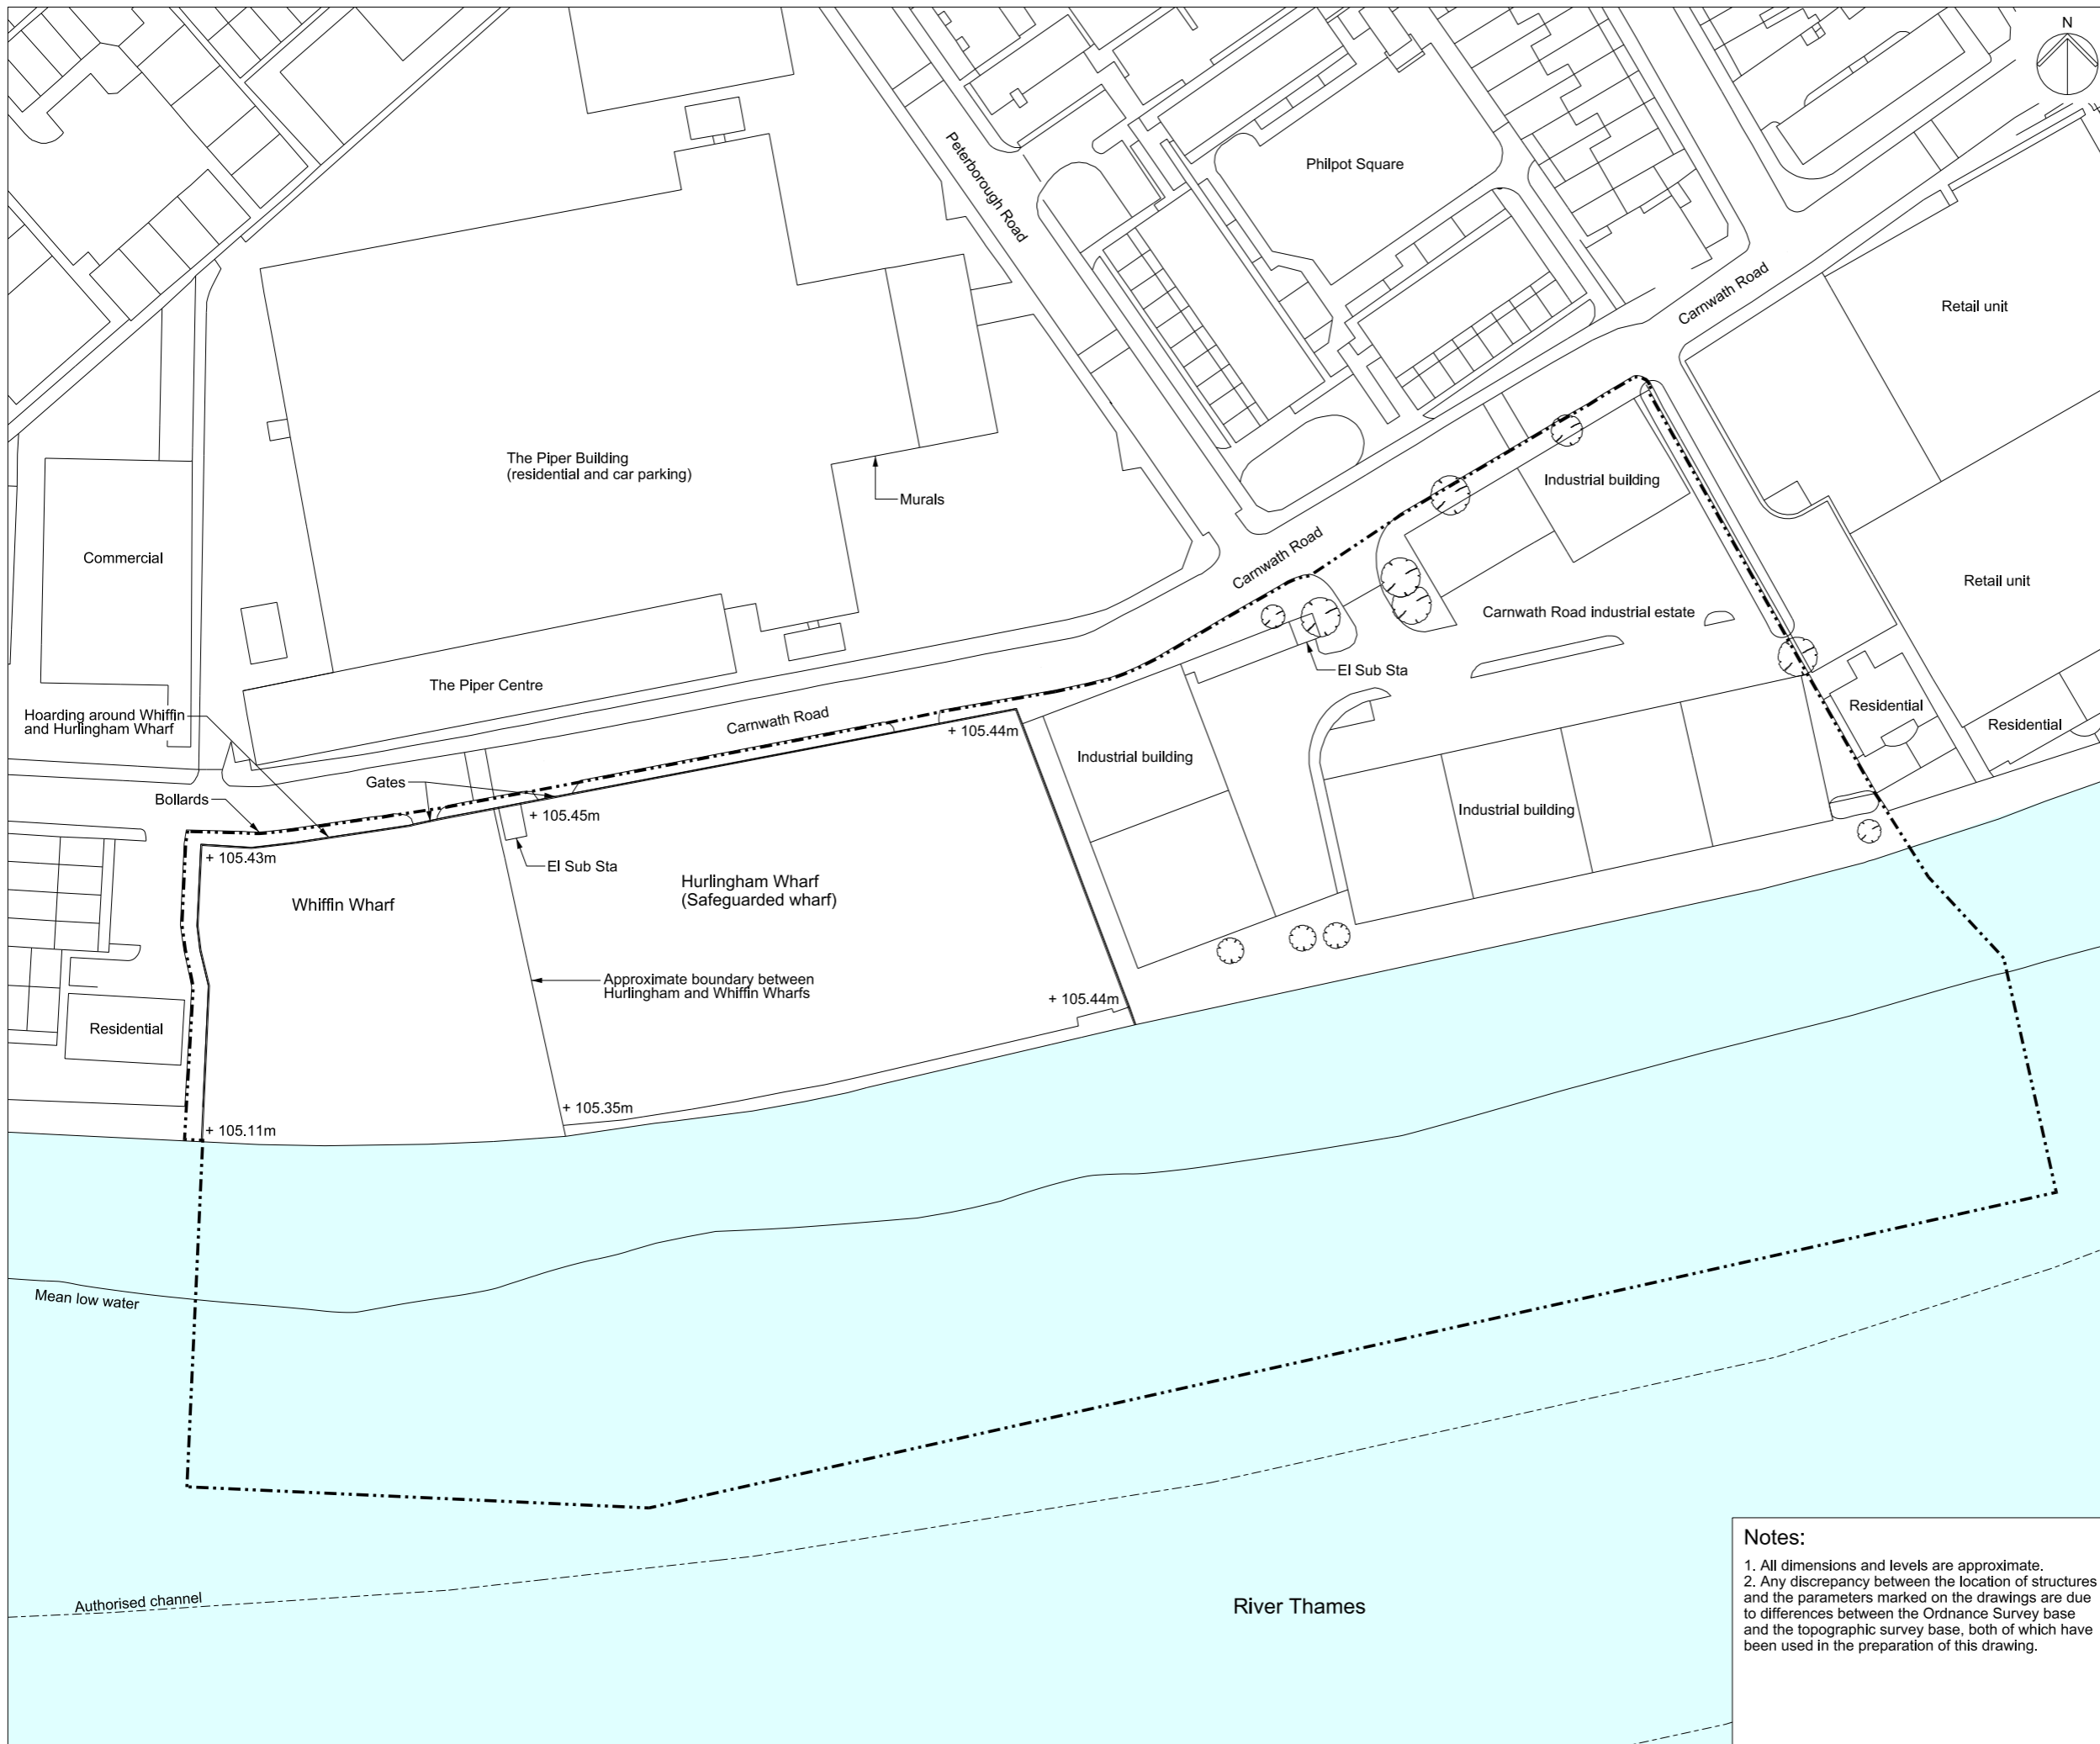 N
Peterborough Road
Philpot Square
Carnwath Road
Retail unit
The Piper Building
(residential and car parking)
Murals
Industrial building
Commercial
Carnwath Road
Retail unit
Carnwath Road industrial estate
El Sub Sta
The Piper Centre
Hoarding around Whiffin
and Hurlingham Wharf
Carnwath Road
Residential
Residential
+ 105.44m
Industrial building
Gates
Bollards
+ 105.45m
Industrial building
+ 105.43m
El Sub Sta
Hurlingham Wharf
(Safeguarded wharf)
Whiffin Wharf
Approximate boundary between
Hurlingham and Whiffin Wharfs
+ 105.44m
Residential
+ 105.35m
+ 105.11m
Mean low water
Authorised channel
River Thames
Notes:
1. All dimensions and levels are approximate.
2. Any discrepancy between the location of structures
and the parameters marked on the drawings are due
to differences between the Ordnance Survey base
and the topographic survey base, both of which have
been used in the preparation of this drawing.